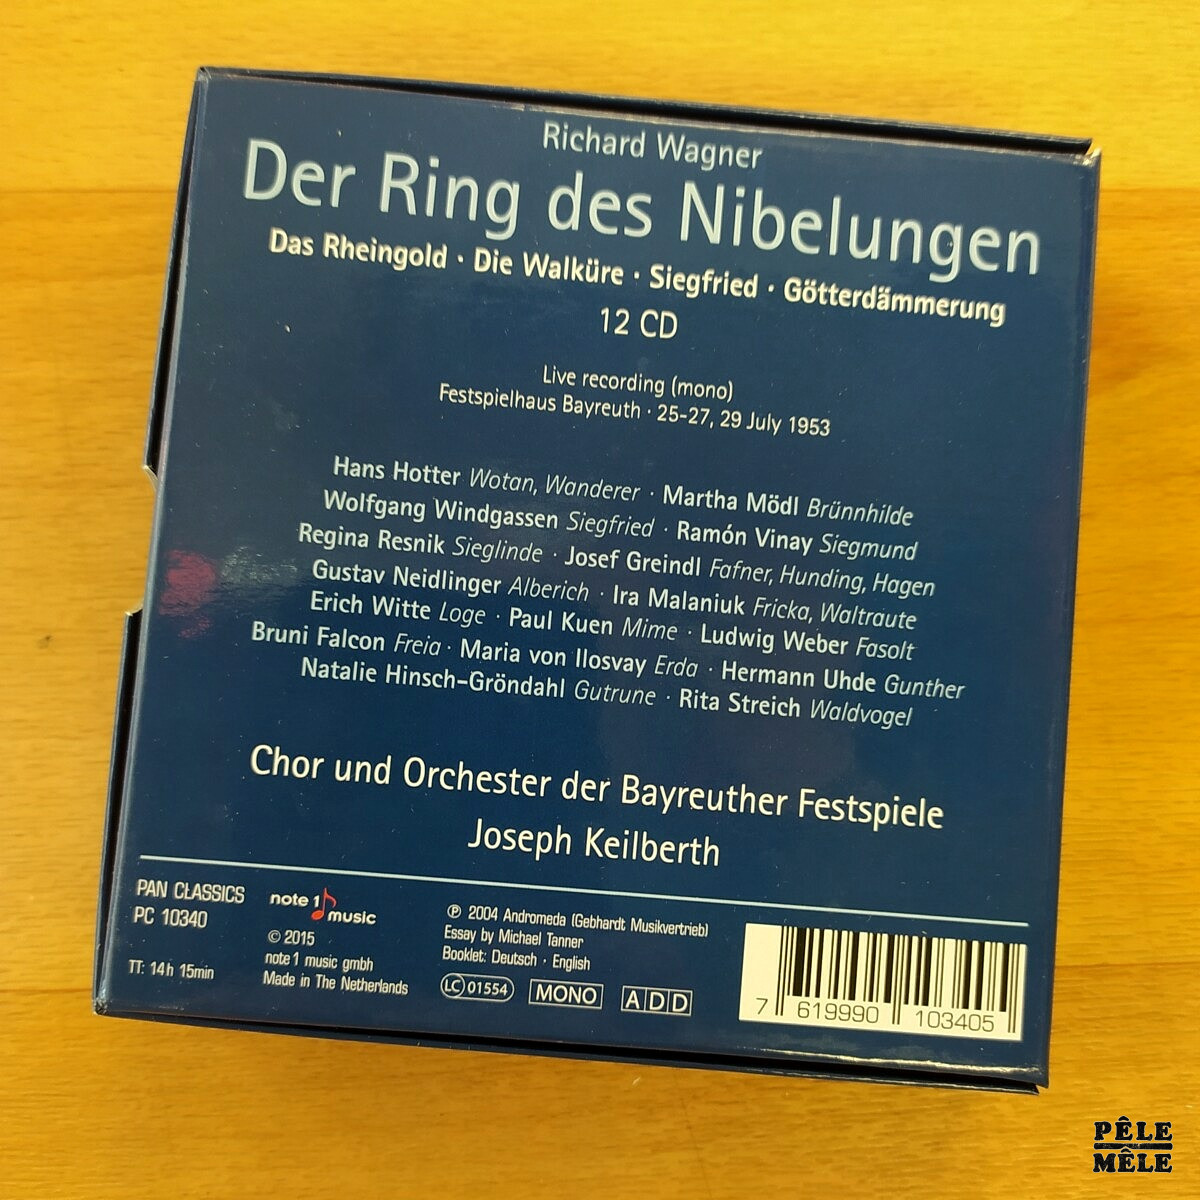 Richard Wagner
Der Ring des Nibelungen
Das Rheingold · Die Walküre · Siegfried · Götterdämmerung
12 CD
Live recording (mono)
Festspielhaus Bayreuth · 25-27, 29 July 1953
Hans Hotter Wotan, Wanderer · Martha Mödl Brünnhilde
Wolfgang Windgassen Siegfried · Ramón Vinay Siegmund
Regina Resnik Sieglinde · Josef Greindl Fafner, Hunding, Hagen
Gustav Neidlinger Alberich · Ira Malaniuk Fricka, Waltraute
Erich Witte Loge · Paul Kuen Mime · Ludwig Weber Fasolt
Bruni Falcon Freia · Maria von Ilosvay Erda · Hermann Uhde Gunther
Natalie Hinsch-Gröndahl Gutrune · Rita Streich Waldvogel
Chor und Orchester der Bayreuther Festspiele
Joseph Keilberth
PAN CLASSICS
PC 10340
TT: 14h 15min
note 1 music
© 2015
note 1 music gmbh
Made in The Netherlands
℗ 2004 Andromeda (Gebhardt Musikvertrieb)
Essay by Michael Tanner
Booklet: Deutsch · English
LC 01554 MONO ADD
7 619990 103405
PÊLE
MÊLE